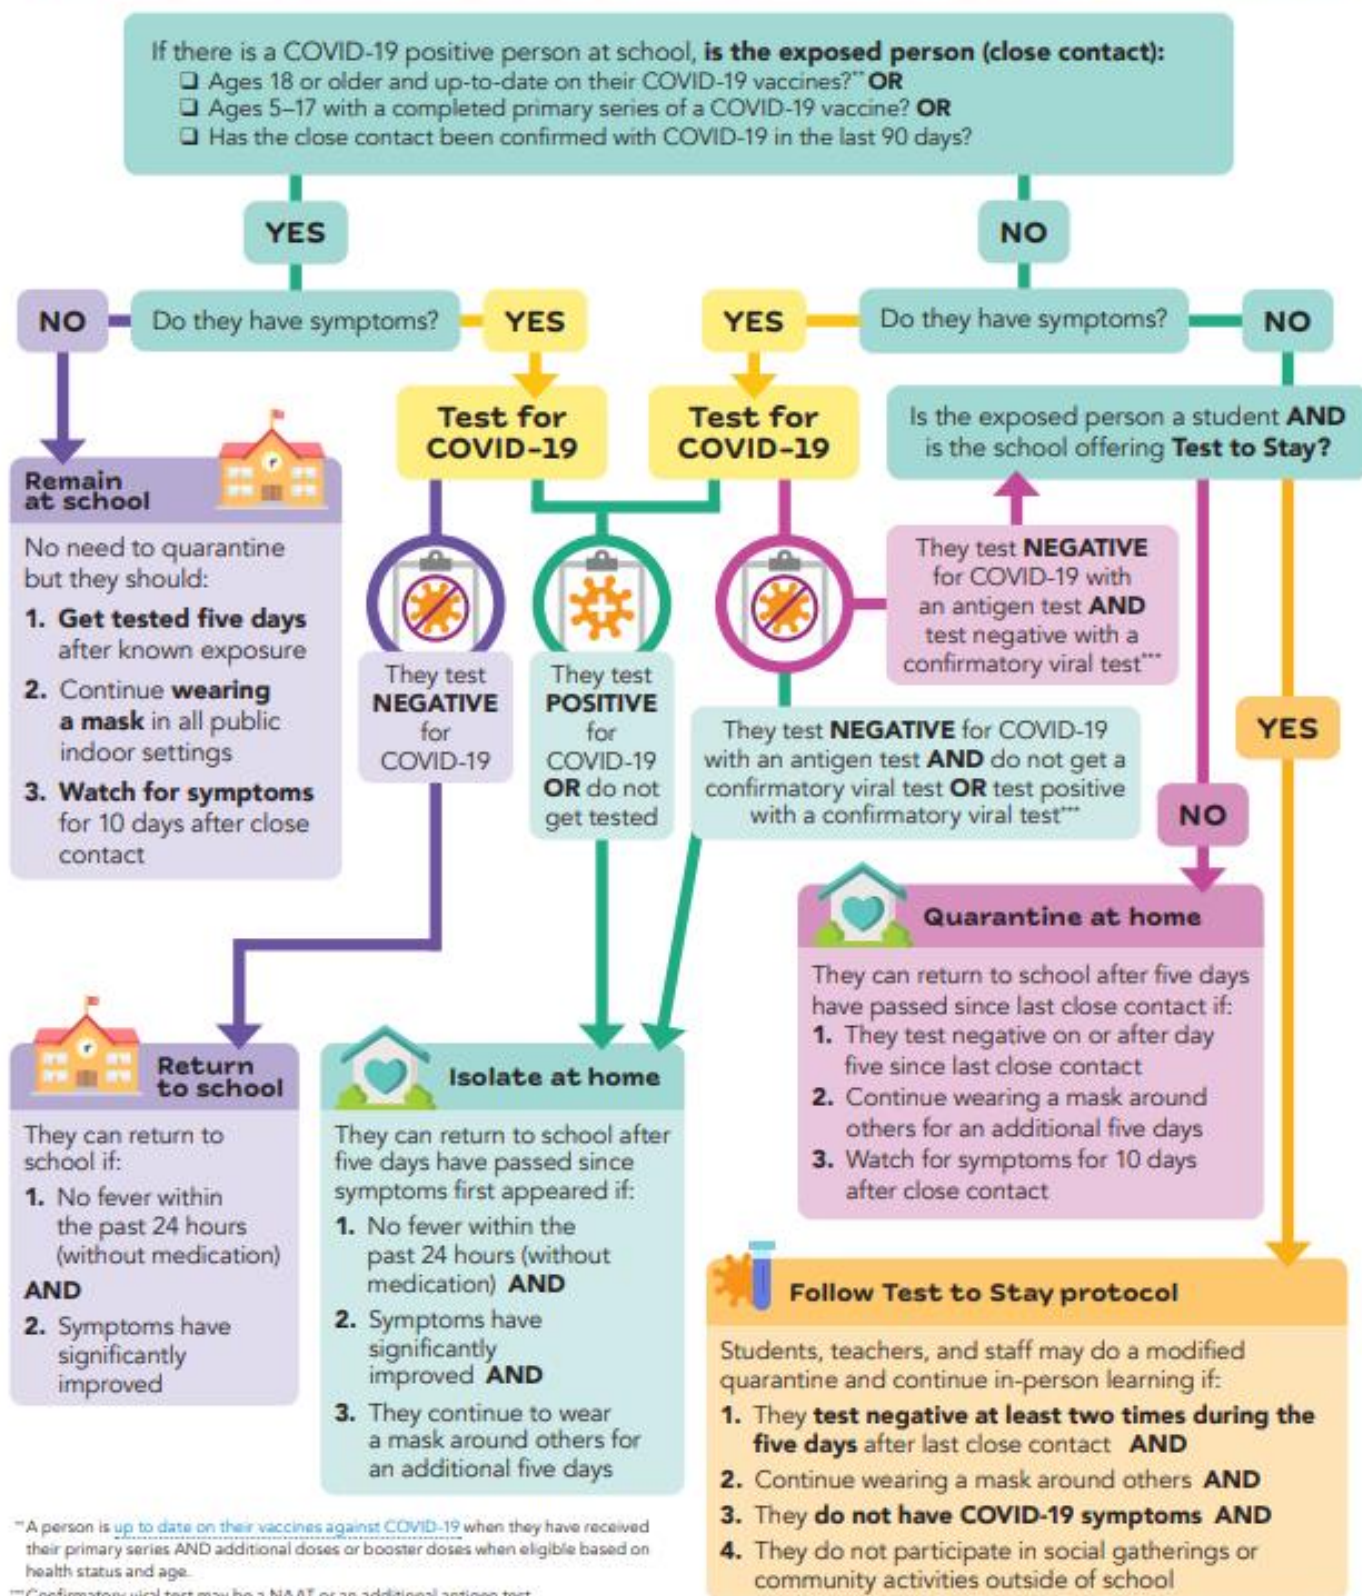 If there is a COVID-19 positive person at school, is the exposed person (close contact):
❑ Ages 18 or older and up-to-date on their COVID-19 vaccines?** OR
❑ Ages 5–17 with a completed primary series of a COVID-19 vaccine? OR
❑ Has the close contact been confirmed with COVID-19 in the last 90 days?
YES
NO
NO
Do they have symptoms?
YES
YES
Do they have symptoms?
NO
Test for
COVID-19
Test for
COVID-19
Is the exposed person a student AND
is the school offering Test to Stay?
Remain
at school
No need to quarantine
but they should:
1. Get tested five days
after known exposure
2. Continue wearing
a mask in all public
indoor settings
3. Watch for symptoms
for 10 days after close
contact
They test
NEGATIVE
for
COVID-19
They test
POSITIVE
for
COVID-19
OR do not
get tested
They test NEGATIVE
for COVID-19 with
an antigen test AND
test negative with a
confirmatory viral test***
They test NEGATIVE for COVID-19
with an antigen test AND do not get a
confirmatory viral test OR test positive
with a confirmatory viral test***
YES
NO
Quarantine at home
They can return to school after five days
have passed since last close contact if:
1. They test negative on or after day
five since last close contact
2. Continue wearing a mask around
others for an additional five days
3. Watch for symptoms for 10 days
after close contact
Return
to school
They can return to
school if:
1. No fever within
the past 24 hours
(without medication)
AND
2. Symptoms have
significantly
improved
Isolate at home
They can return to school after
five days have passed since
symptoms first appeared if:
1. No fever within the
past 24 hours (without
medication) AND
2. Symptoms have
significantly
improved AND
3. They continue to wear
a mask around others for
an additional five days
Follow Test to Stay protocol
Students, teachers, and staff may do a modified
quarantine and continue in-person learning if:
1. They test negative at least two times during the
five days after last close contact AND
2. Continue wearing a mask around others AND
3. They do not have COVID-19 symptoms AND
4. They do not participate in social gatherings or
community activities outside of school
**A person is up to date on their vaccines against COVID-19 when they have received
their primary series AND additional doses or booster doses when eligible based on
health status and age.
***Confirmatory viral test may be a NAAT or an additional antigen test